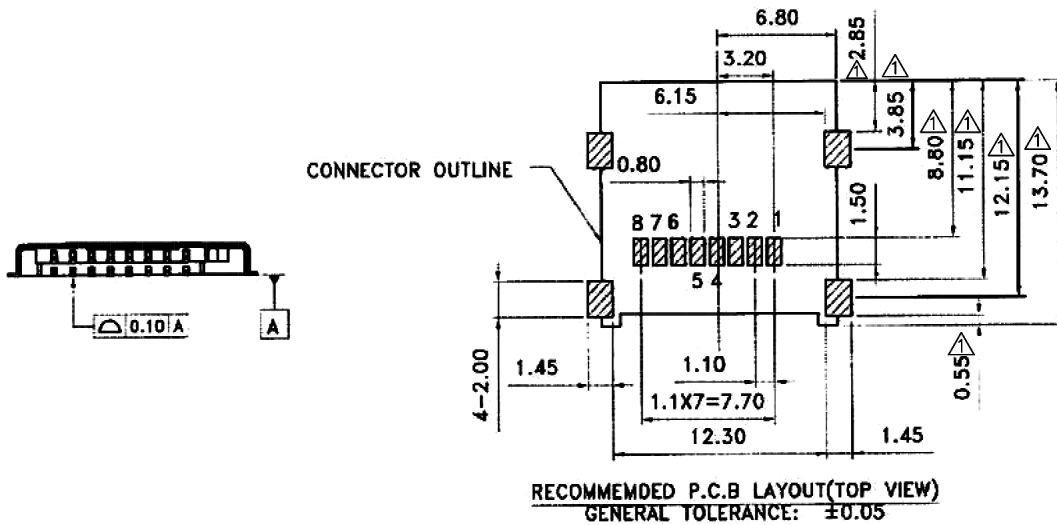 6.80
2.85
3.20
1 1
6.15
3.85
8.80 1
11.15 1
12.15 1
13.70 1
CONNECTOR OUTLINE
0.80
1.50
8 7 6 3 2 1
5 4
0.10 A
A
4-2.00
1.45
1.10
0.55 1
1.1X7=7.70
12.30
1.45
RECOMMEMDED P.C.B LAYOUT(TOP VIEW)
GENERAL TOLERANCE: ±0.05